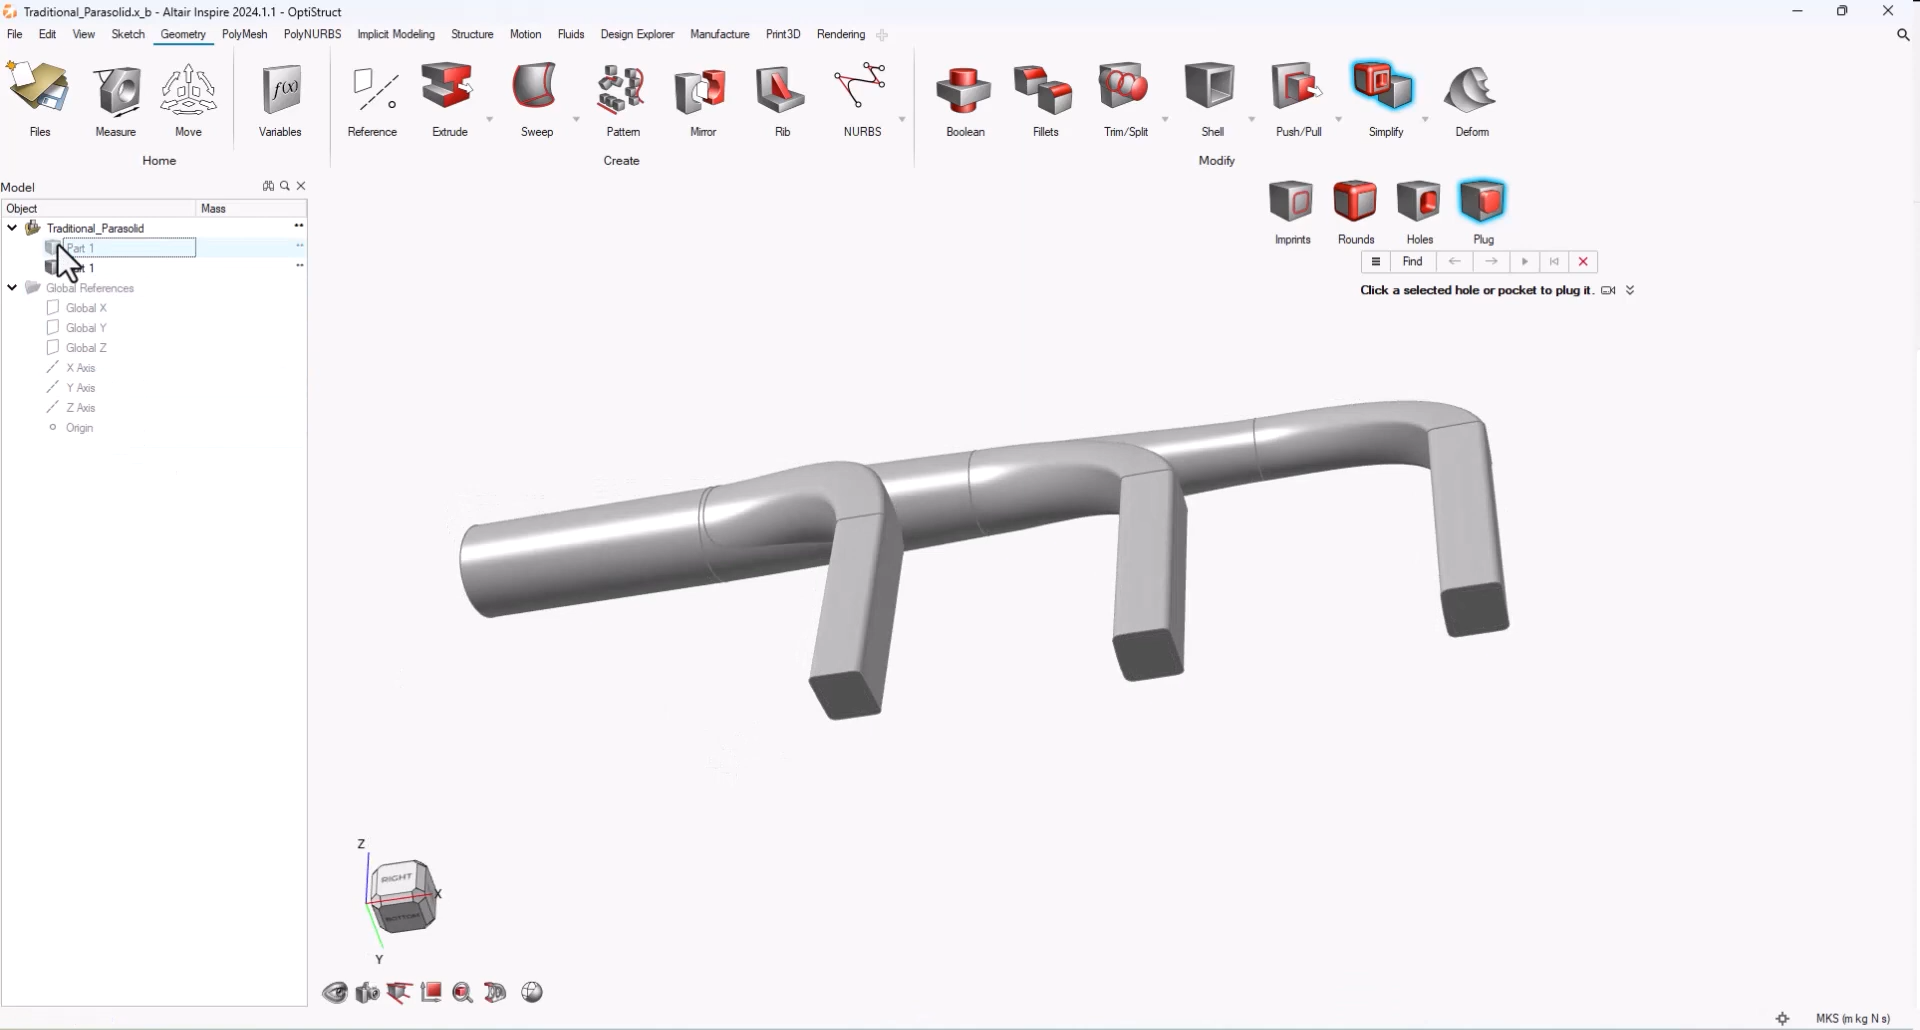 Traditional_Parasolid.x_b - Altair Inspire 2024.1.1 - OptiStruct
File Edit View Sketch Geometry PolyMesh PolyNURBS Implicit Modeling Structure Motion Fluids Design Explorer Manufacture Print3D Rendering
f(x)
Files Measure Move Variables Reference Extrude Sweep Pattern Mirror Rib NURBS Boolean Fillets Trim/Split Shell Push/Pull Simplify Deform
Home Create Modify
Model
Object Mass
Traditional_Parasolid
Part 1
1
Global References
Global X
Global Y
Global Z
X Axis
Y Axis
Z Axis
Origin
Imprints Rounds Holes Plug
Find
Click a selected hole or pocket to plug it.
Z
RIGHT
X
BOTTOM
Y
MKS (m kg N s)